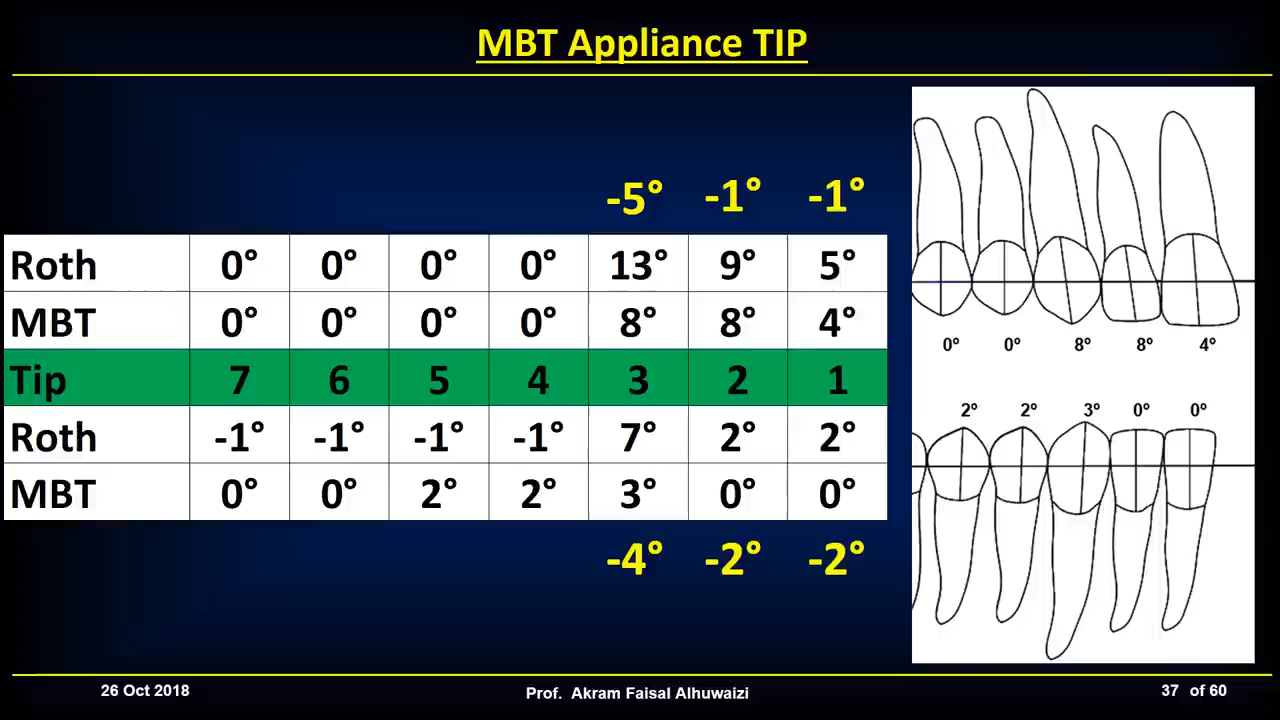 MBT Appliance TIP
-5° -1° -1°
Roth 0° 0° 0° 0° 13° 9° 5°
MBT 0° 0° 0° 0° 8° 8° 4°
Tip 7 6 5 4 3 2 1
Roth -1° -1° -1° -1° 7° 2° 2°
MBT 0° 0° 2° 2° 3° 0° 0°
-4° -2° -2°
0° 0° 8° 8° 4°
2° 2° 3° 0° 0°
26 Oct 2018
Prof. Akram Faisal Alhuwaizi
37 of 60